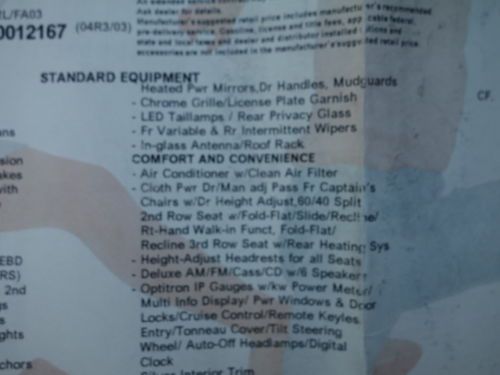 Ask dealer for details.
RL/FA03
Manufacturer's suggested retail price includes manufacturer's recommended
pre-delivery service. Gasoline, license and title fees, applicable federal,
0012167 (04R3/03)
state and local taxes and dealer and distributor installed options and
accessories are not included in the manufacturer's suggested retail price.
STANDARD EQUIPMENT
Heated Pwr Mirrors,Dr Handles, Mudguards
- Chrome Grille/License Plate Garnish
CF.
- LED Taillamps / Rear Privacy Glass
- Fr Variable & Rr Intermittent Wipers
ans
- In-glass Antenna/Roof Rack
sion
COMFORT AND CONVENIENCE
akes
- Air Conditioner w/Clean Air Filter
with
- Cloth Pwr Dr/Man adj Pass Fr Captain's
e
Chairs w/Dr Height Adjust,60/40 Split
2nd Row Seat w/Fold-Flat/Slide/Recline/
Rt-Hand Walk-in Funct, Fold-Flat/
Recline 3rd Row Seat w/Rear Heating Sys
EBD
- Height-Adjust Headrests for all Seats
RS)
- Deluxe AM/FM/Cass/CD w/6 Speakers
2nd
- Optitron IP Gauges w/kw Power Meter/
gs
Multi Info Display/ Pwr Windows & Door
s
Locks/Cruise Control/Remote Keyles
ghts
Entry/Tonneau Cover/Tilt Steering
Wheel/ Auto-Off Headlamps/Digital
chors
Clock
Silver Interior Trim